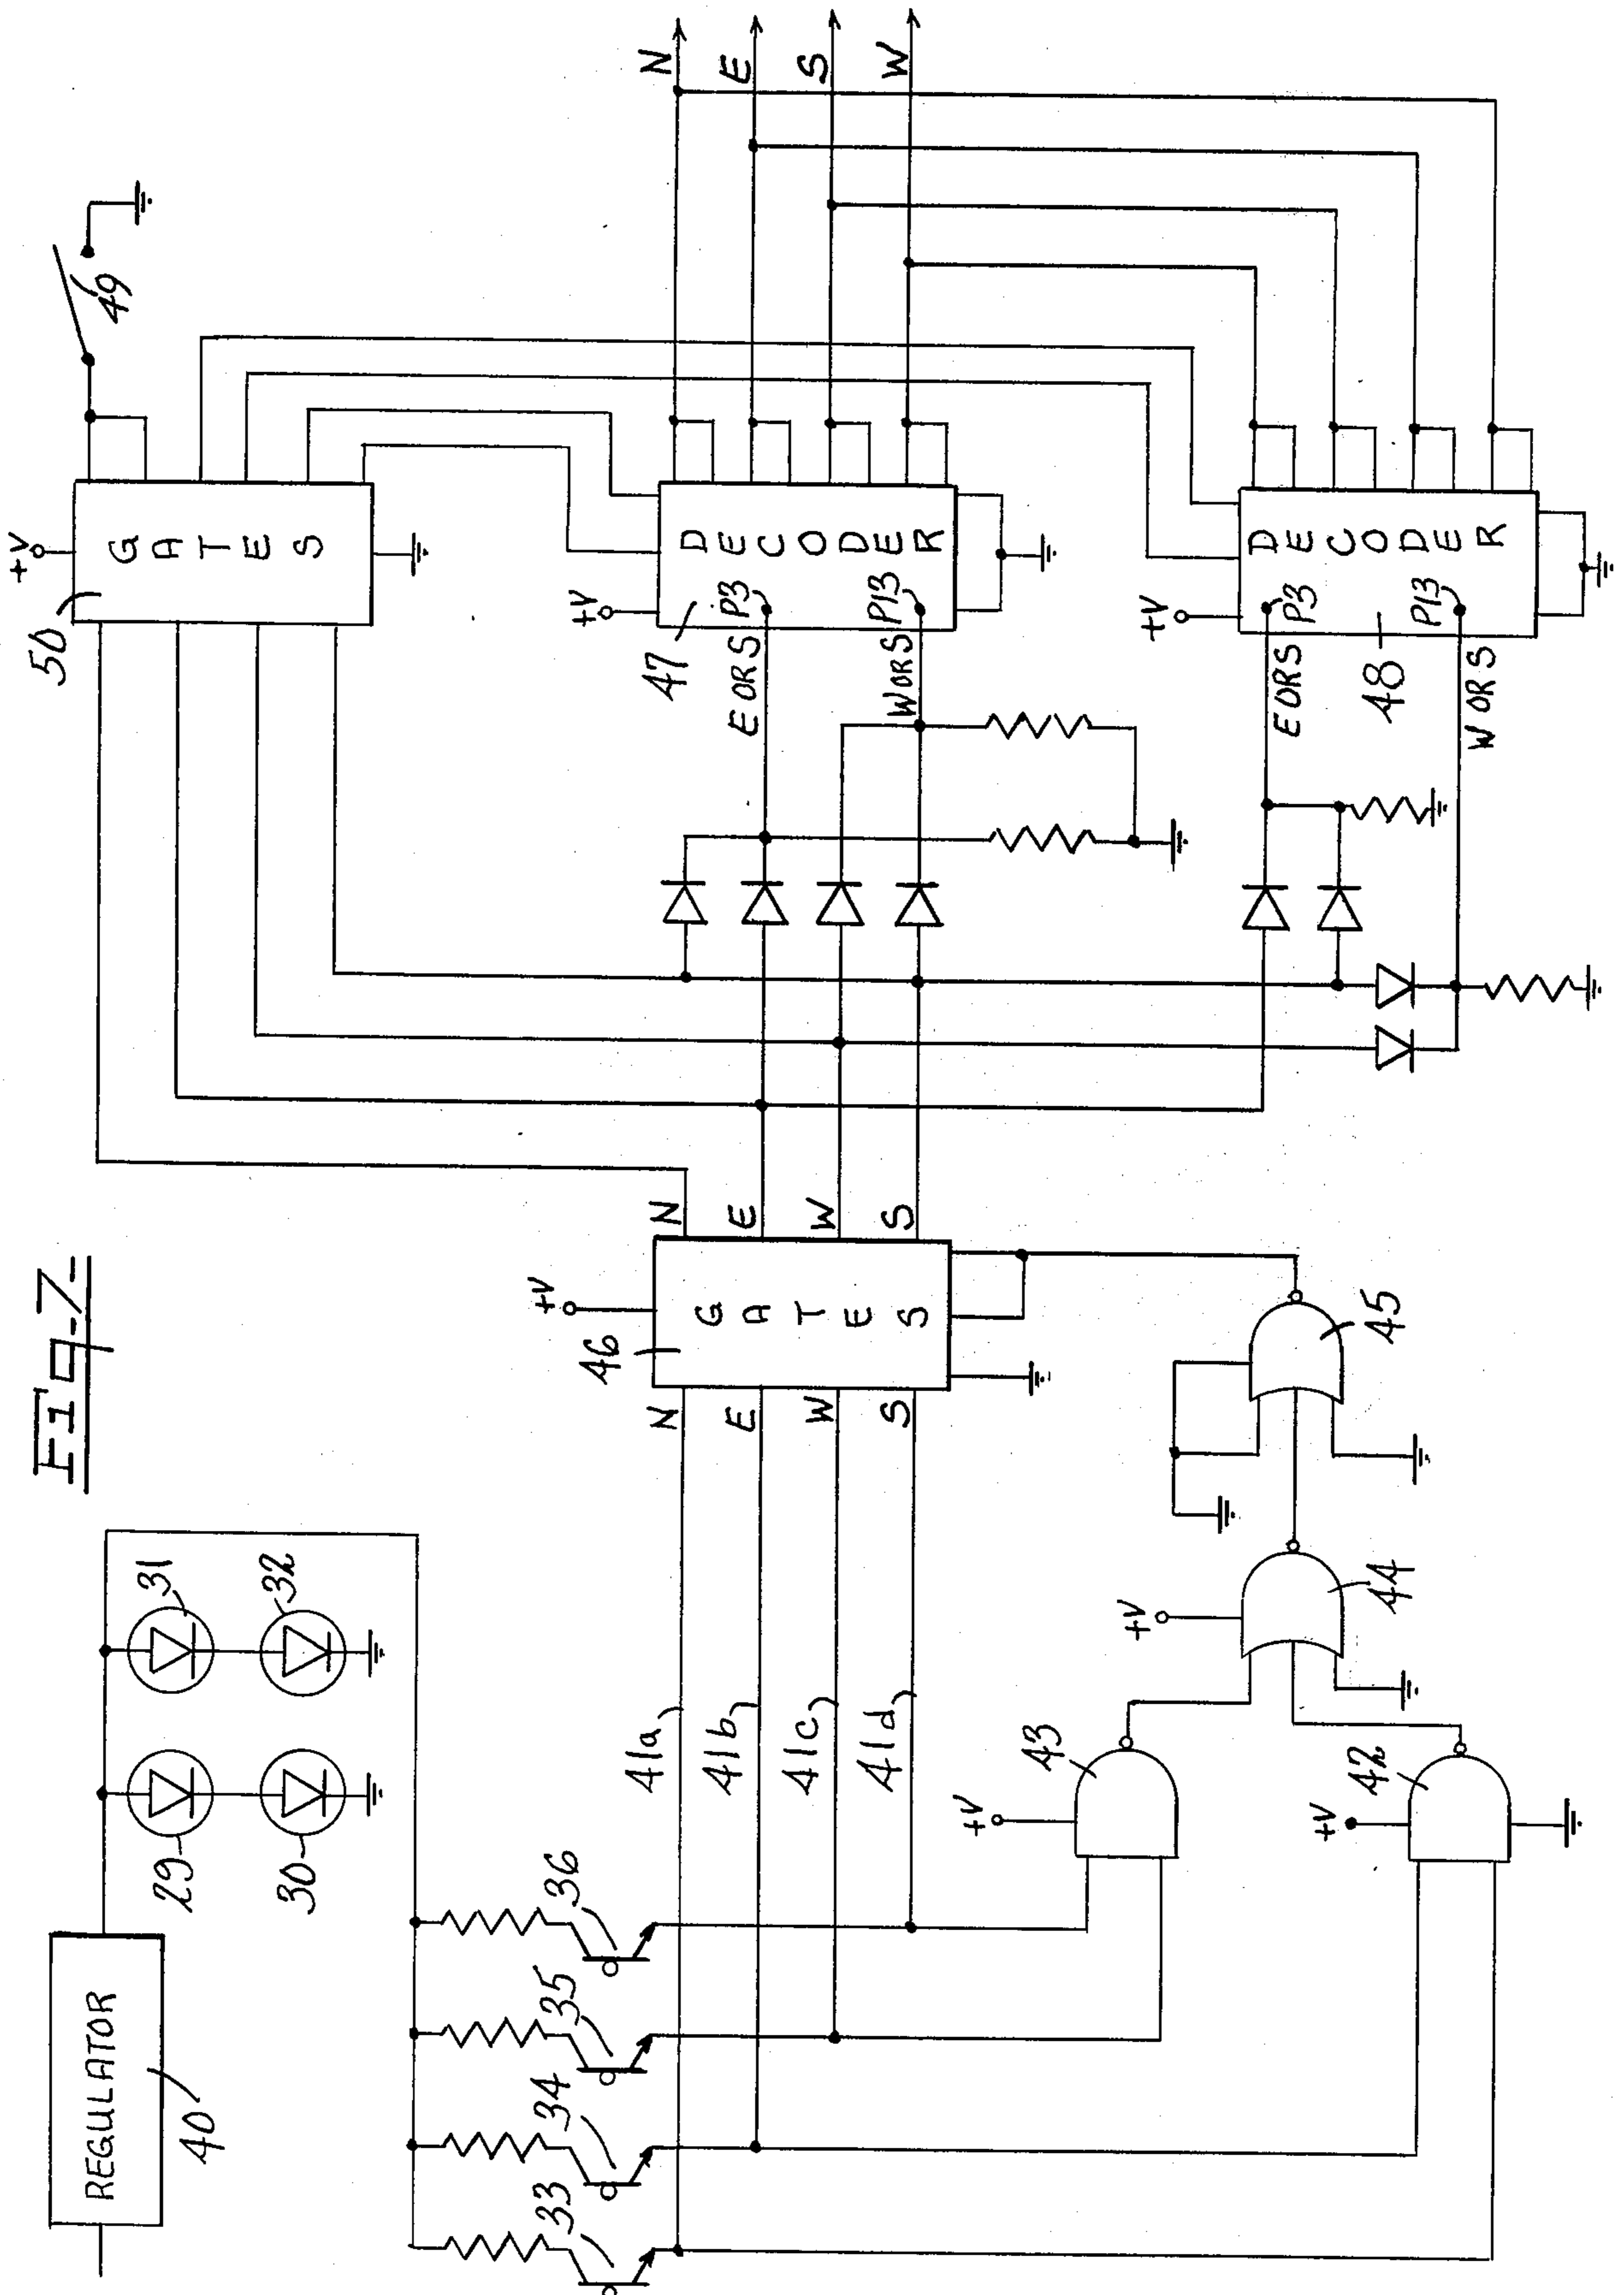 Fig-7-
REGULATOR
40
29
30
31
32
33
34
35
36
41a
41b
41c
41d
N
E
W
S
+V
GATES
46
N
E
W
S
43
+V
42
+V
44
+V
45
50
+V
GATES
49
47
+V
DECODER
P3
P13
E OR S
W OR S
48
+V
DECODER
P3
P13
E OR S
W OR S
N
E
S
W